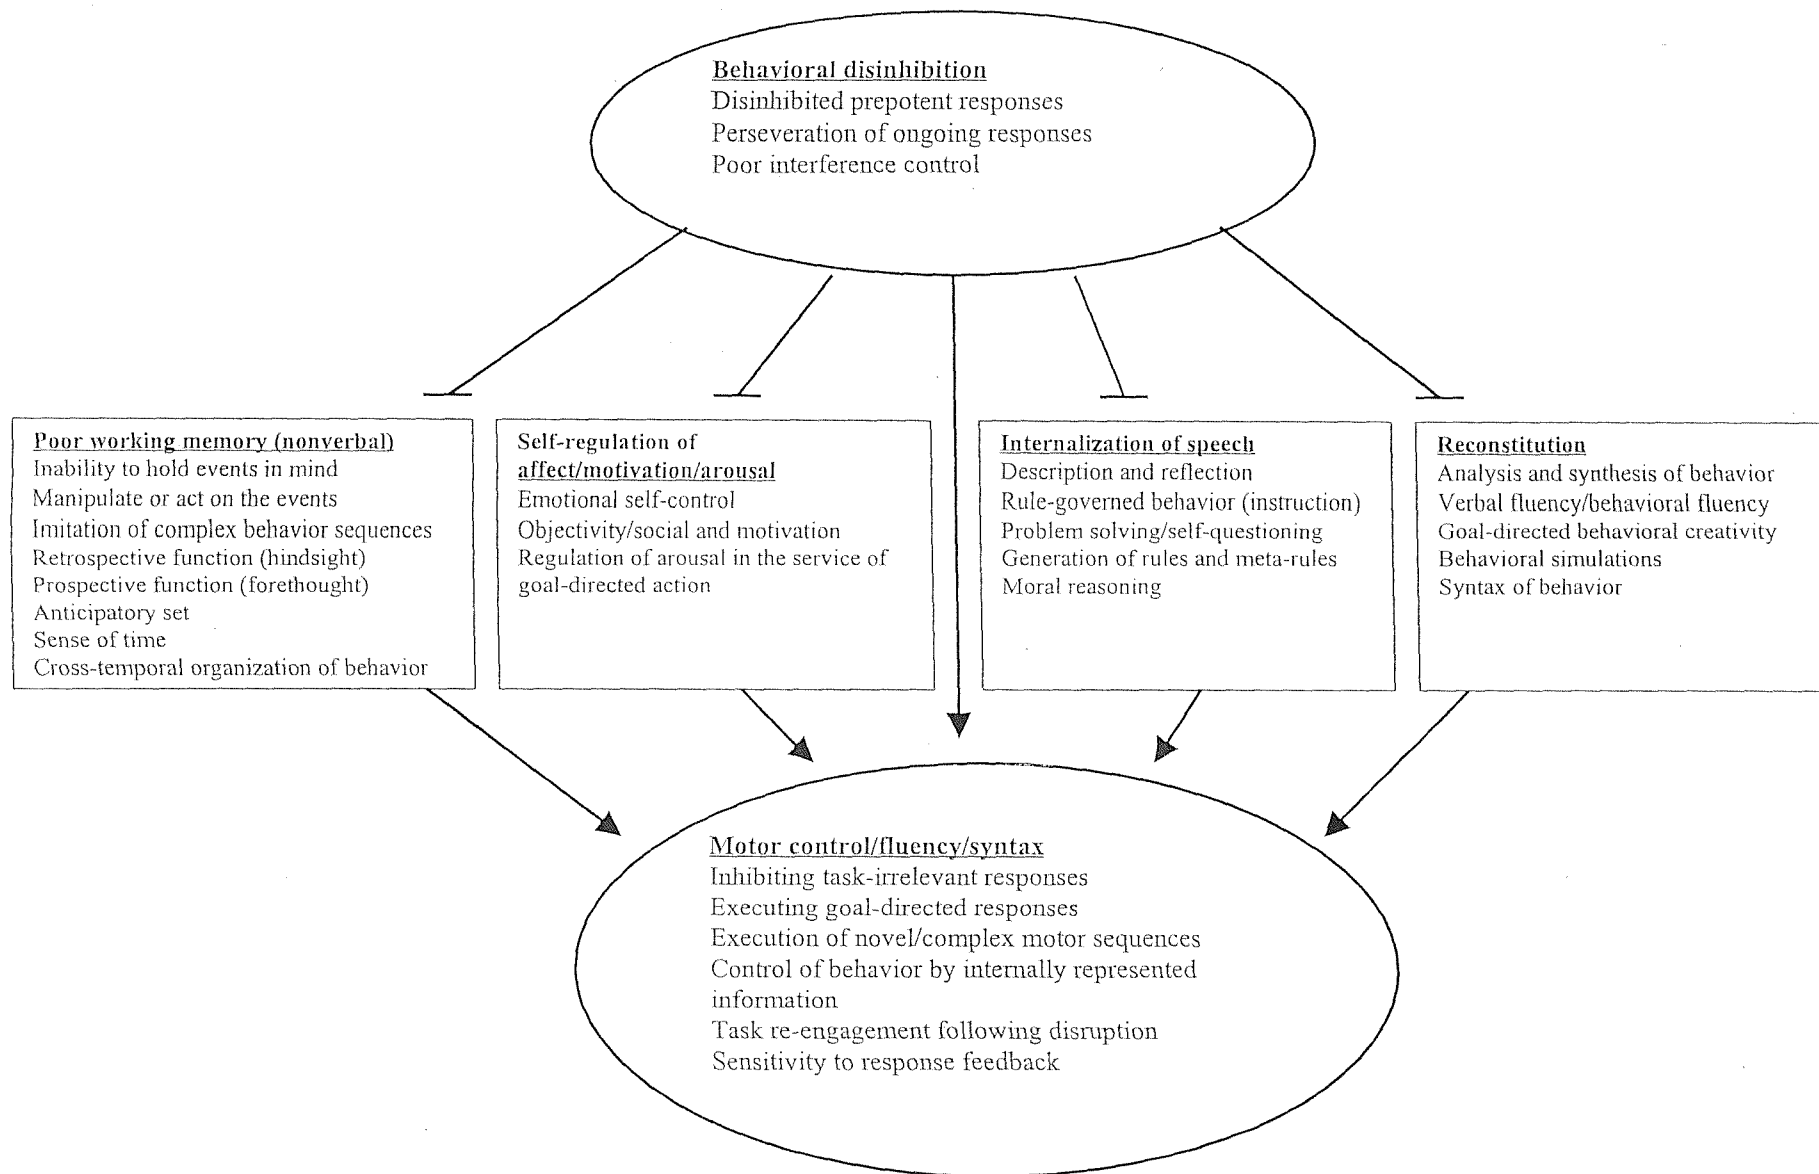 Behavioral disinhibition
Disinhibited prepotent responses
Perseveration of ongoing responses
Poor interference control
Poor working memory (nonverbal)
Inability to hold events in mind
Manipulate or act on the events
Imitation of complex behavior sequences
Retrospective function (hindsight)
Prospective function (forethought)
Anticipatory set
Sense of time
Cross-temporal organization of behavior
Self-regulation of
affect/motivation/arousal
Emotional self-control
Objectivity/social and motivation
Regulation of arousal in the service of
goal-directed action
Internalization of speech
Description and reflection
Rule-governed behavior (instruction)
Problem solving/self-questioning
Generation of rules and meta-rules
Moral reasoning
Reconstitution
Analysis and synthesis of behavior
Verbal fluency/behavioral fluency
Goal-directed behavioral creativity
Behavioral simulations
Syntax of behavior
Motor control/fluency/syntax
Inhibiting task-irrelevant responses
Executing goal-directed responses
Execution of novel/complex motor sequences
Control of behavior by internally represented
information
Task re-engagement following disruption
Sensitivity to response feedback